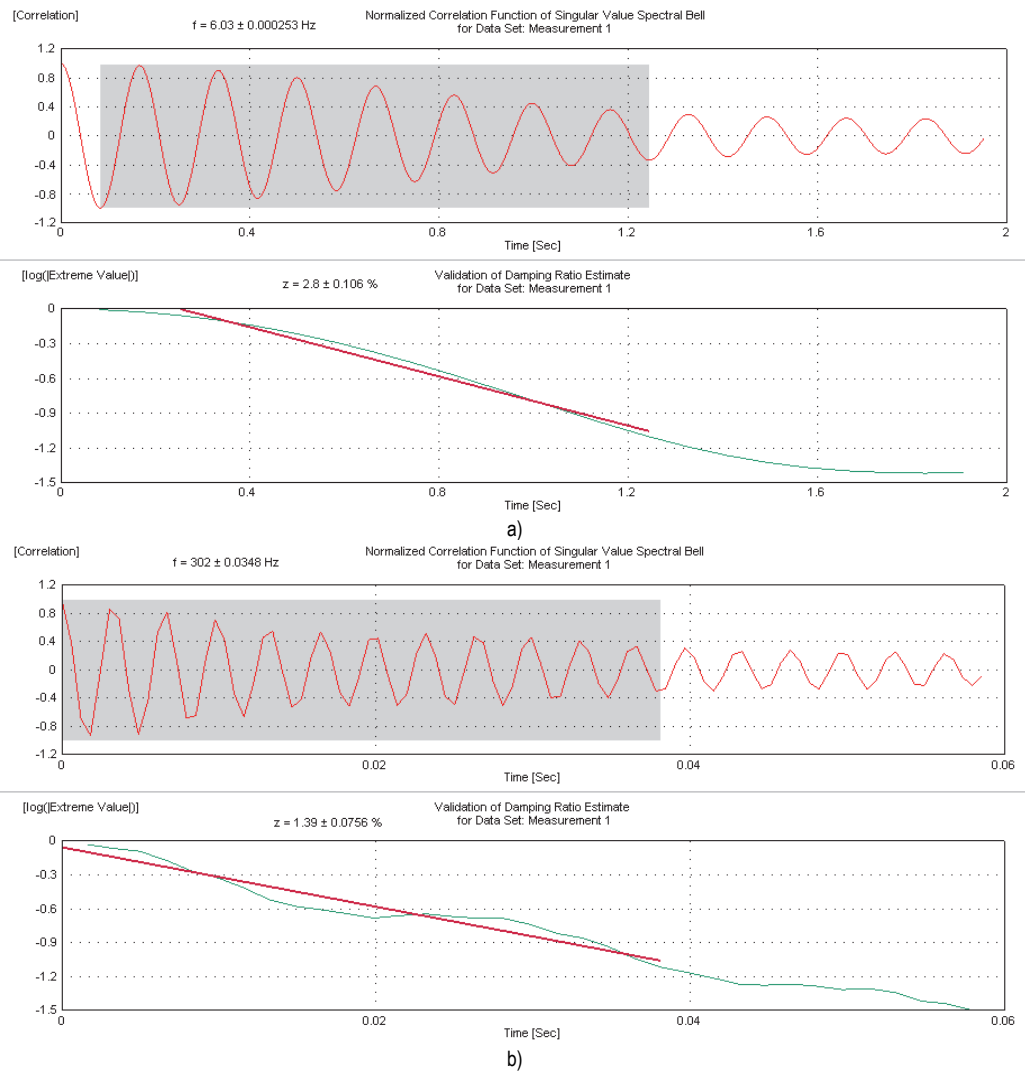 [Correlation]
f = 6.03 ± 0.000253 Hz
Normalized Correlation Function of Singular Value Spectral Bell
for Data Set: Measurement 1
1.2
0.8
0.4
0
-0.4
-0.8
-1.2
0 0.4 0.8 1.2 1.6 2
Time [Sec]
[log(|Extreme Value|)]
z = 2.8 ± 0.106 %
Validation of Damping Ratio Estimate
for Data Set: Measurement 1
0
-0.3
-0.6
-0.9
-1.2
-1.5
0 0.4 0.8 1.2 1.6 2
Time [Sec]
a)
[Correlation]
f = 302 ± 0.0348 Hz
Normalized Correlation Function of Singular Value Spectral Bell
for Data Set: Measurement 1
1.2
0.8
0.4
0
-0.4
-0.8
-1.2
0 0.02 0.04 0.06
Time [Sec]
[log(|Extreme Value|)]
z = 1.39 ± 0.0756 %
Validation of Damping Ratio Estimate
for Data Set: Measurement 1
0
-0.3
-0.6
-0.9
-1.2
-1.5
0 0.02 0.04 0.06
Time [Sec]
b)